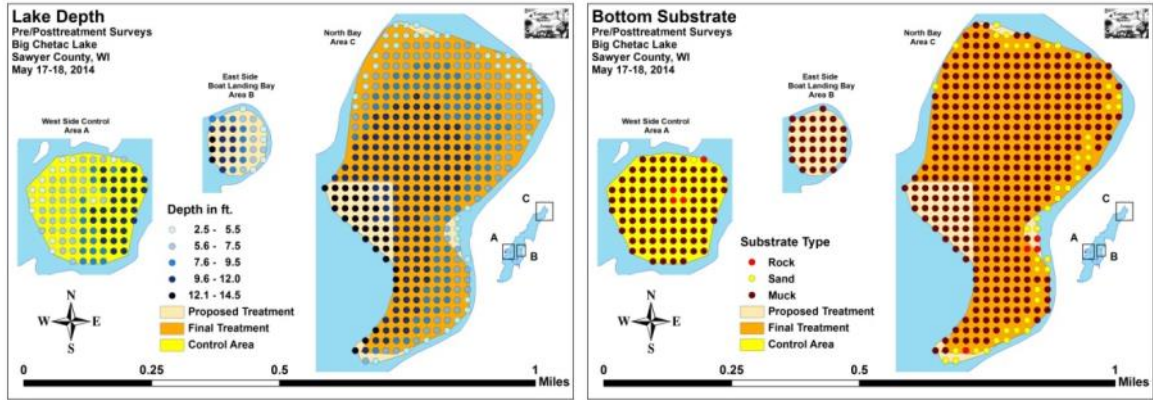 Lake Depth
Pre/Posttreatment Surveys
Big Chetac Lake
Sawyer County, WI
May 17-18, 2014
North Bay
Area C
East Side
Boat Landing Bay
Area B
West Side Control
Area A
Depth in ft.
2.5 - 5.5
5.6 - 7.5
7.6 - 9.5
9.6 - 12.0
12.1 - 14.5
Proposed Treatment
Final Treatment
Control Area
C
A
B
N
W E
S
0 0.25 0.5 1
Miles
Bottom Substrate
Pre/Posttreatment Surveys
Big Chetac Lake
Sawyer County, WI
May 17-18, 2014
North Bay
Area C
East Side
Boat Landing Bay
Area B
West Side Control
Area A
Substrate Type
Rock
Sand
Muck
Proposed Treatment
Final Treatment
Control Area
C
A
B
N
W E
S
0 0.25 0.5 1
Miles